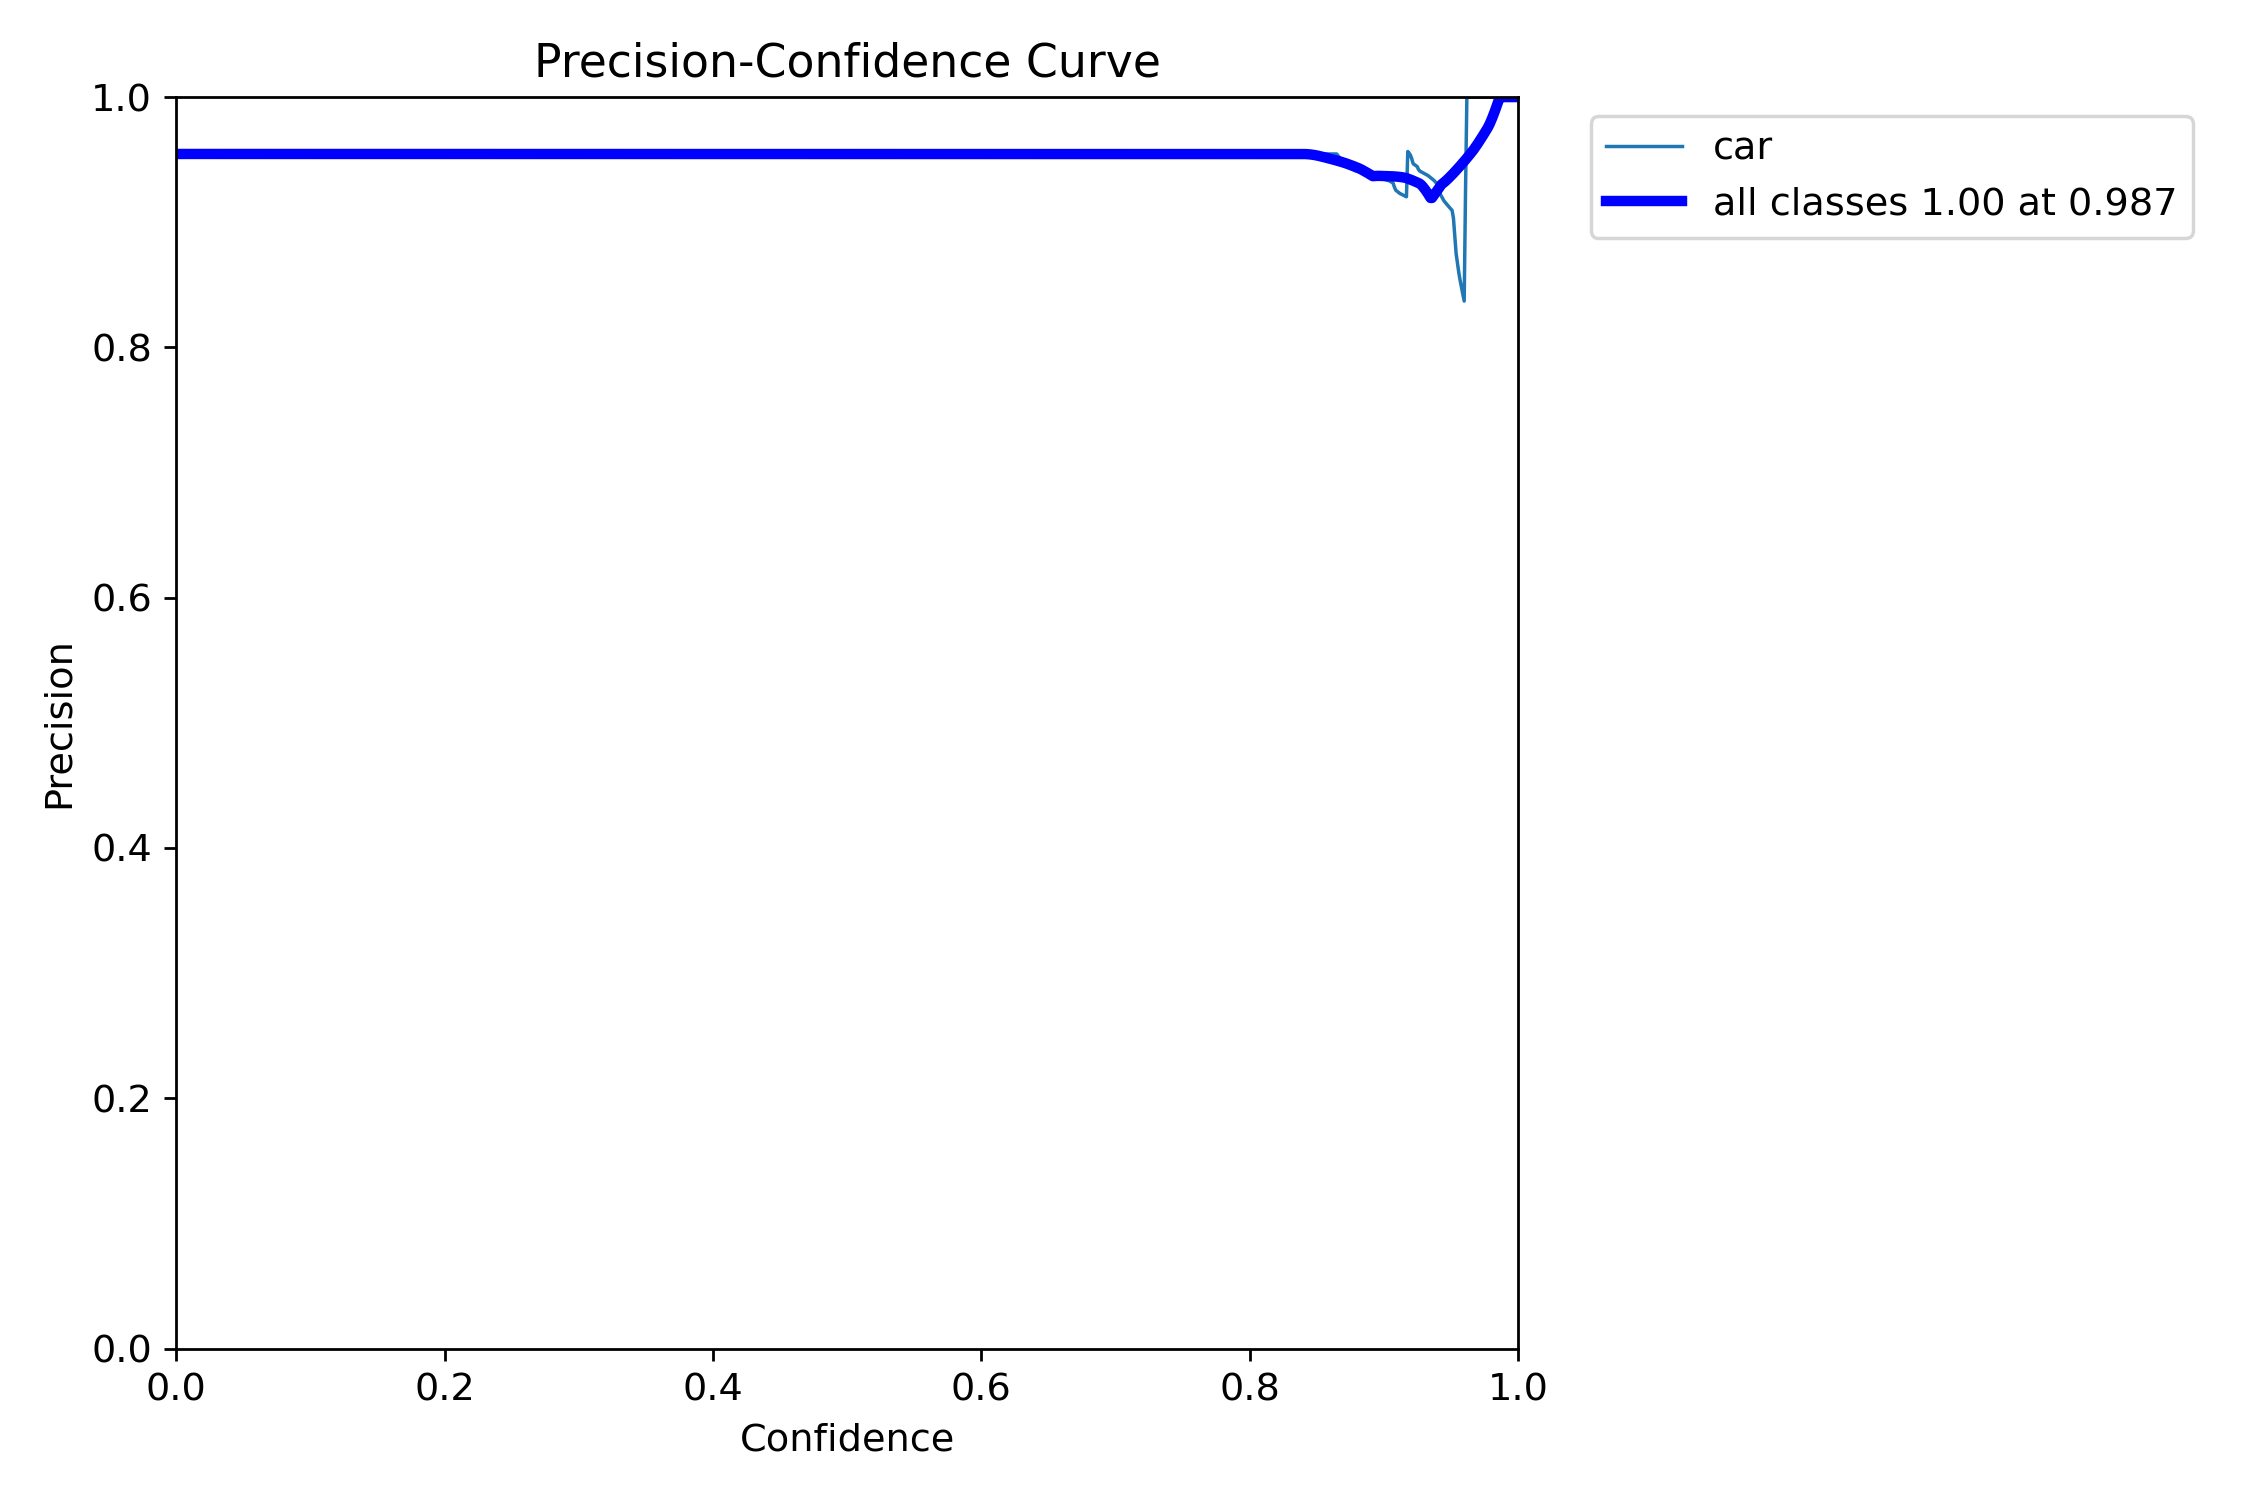 Precision-Confidence Curve
1.0
0.8
0.6
0.4
0.2
0.0
Precision
0.0 0.2 0.4 0.6 0.8 1.0
Confidence
car
all classes 1.00 at 0.987